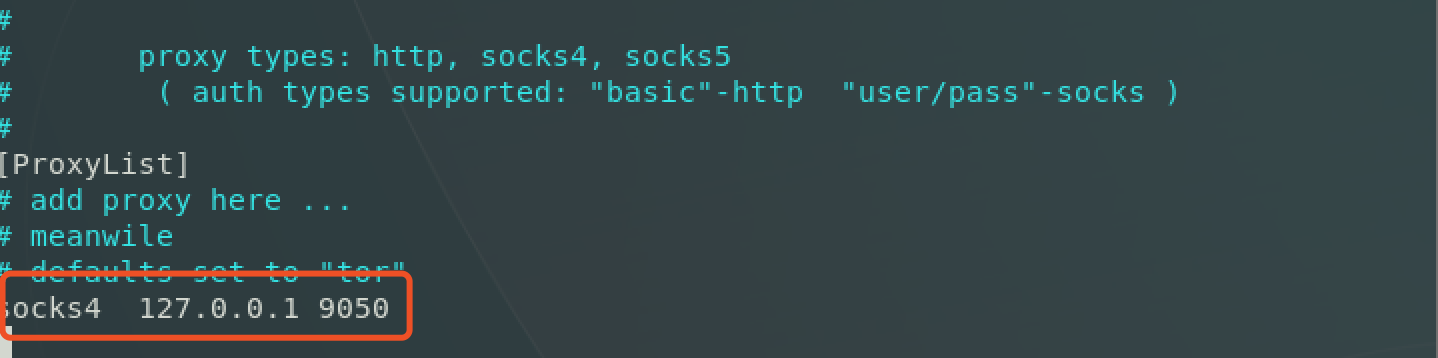 #
#       proxy types: http, socks4, socks5
#        ( auth types supported: "basic"-http  "user/pass"-socks )
#
[ProxyList]
# add proxy here ...
# meanwile
# defaults set to "tor"
socks4  127.0.0.1 9050